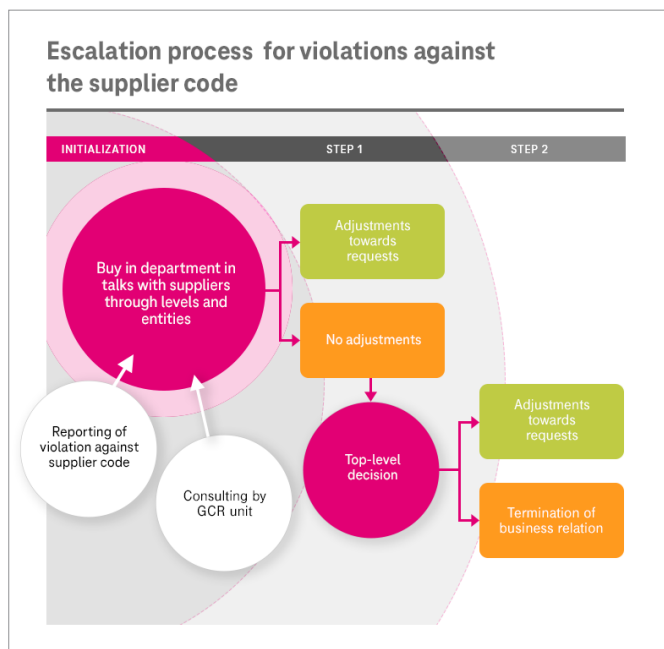 Escalation process for violations against
the supplier code
INITIALIZATION
STEP 1
STEP 2
Buy in department in
talks with suppliers
through levels and
entities
Adjustments
towards
requests
No adjustments
Reporting of
violation against
supplier code
Consulting by
GCR unit
Top-level
decision
Adjustments
towards
requests
Termination of
business relation